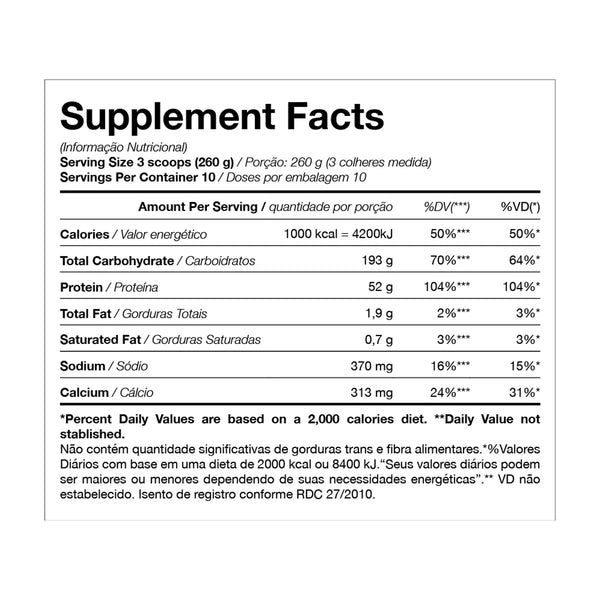 Supplement Facts
(Informação Nutricional)
Serving Size 3 scoops (260 g) / Porção: 260 g (3 colheres medida)
Servings Per Container 10 / Doses por embalagem 10
Amount Per Serving / quantidade por porção %DV(***) %VD(*)
Calories / Valor energético 1000 kcal = 4200kJ 50%*** 50%*
Total Carbohydrate / Carboidratos 193 g 70%*** 64%*
Protein / Proteína 52 g 104%*** 104%*
Total Fat / Gorduras Totais 1,9 g 2%*** 3%*
Saturated Fat / Gorduras Saturadas 0,7 g 3%*** 3%*
Sodium / Sódio 370 mg 16%*** 15%*
Calcium / Cálcio 313 mg 24%*** 31%*
*Percent Daily Values are based on a 2,000 calories diet. **Daily Value not
stablished.
Não contém quantidade significativas de gorduras trans e fibra alimentares.*%Valores
Diários com base em uma dieta de 2000 kcal ou 8400 kJ.“Seus valores diários podem
ser maiores ou menores dependendo de suas necessidades energéticas”.** VD não
estabelecido. Isento de registro conforme RDC 27/2010.